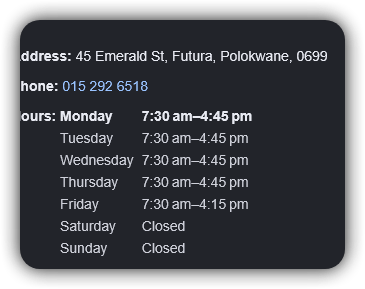 ddress: 45 Emerald St, Futura, Polokwane, 0699
hone: 015 292 6518
ours: Monday 7:30 am–4:45 pm
Tuesday 7:30 am–4:45 pm
Wednesday 7:30 am–4:45 pm
Thursday 7:30 am–4:45 pm
Friday 7:30 am–4:15 pm
Saturday Closed
Sunday Closed